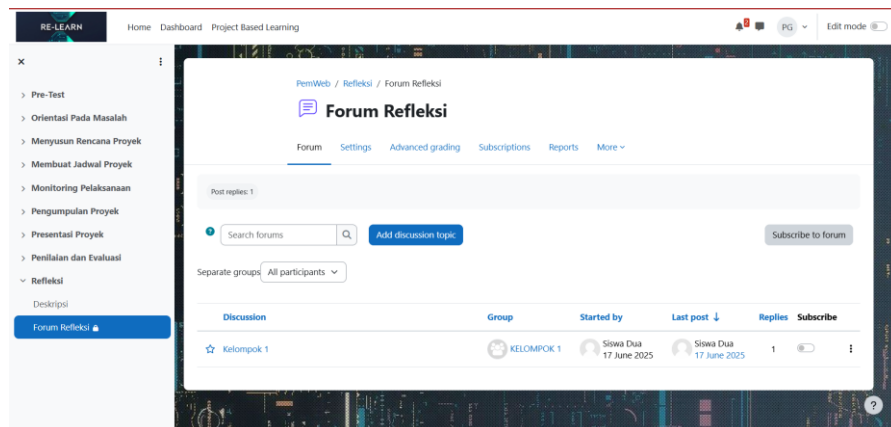 RE-LEARN
Home Dashboard Project Based Learning
2
PG
Edit mode
Pre-Test
Orientasi Pada Masalah
Menyusun Rencana Proyek
Membuat Jadwal Proyek
Monitoring Pelaksanaan
Pengumpulan Proyek
Presentasi Proyek
Penilaian dan Evaluasi
Refleksi
Deskripsi
Forum Refleksi
PemWeb / Refleksi / Forum Refleksi
Forum Refleksi
Forum Settings Advanced grading Subscriptions Reports More
Post replies: 1
? Search forums Add discussion topic Subscribe to forum
Separate groups All participants
Discussion Group Started by Last post ↓ Replies Subscribe
Kelompok 1 KELOMPOK 1 Siswa Dua Siswa Dua 1
17 June 2025 17 June 2025
?